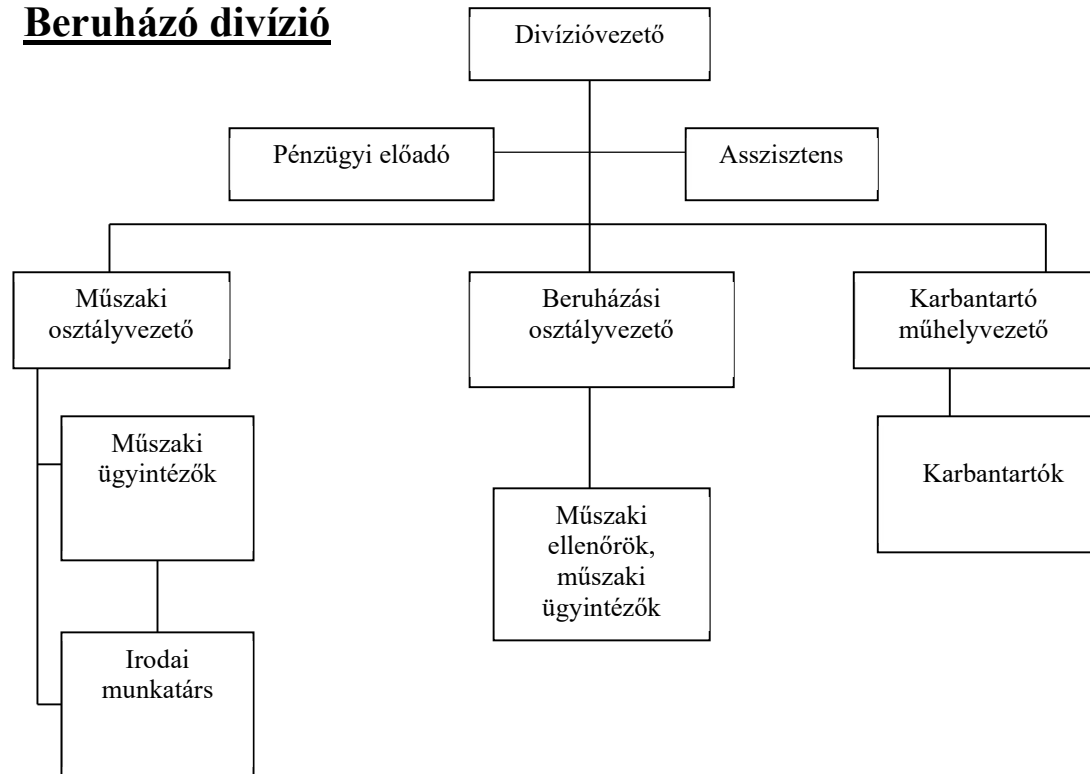 Beruházó divízió
Divízióvezető
Pénzügyi előadó
Asszisztens
Műszaki
osztályvezető
Beruházási
osztályvezető
Karbantartó
műhelyvezető
Műszaki
ügyintézők
Karbantartók
Műszaki
ellenőrök,
műszaki
ügyintézők
Irodai
munkatárs